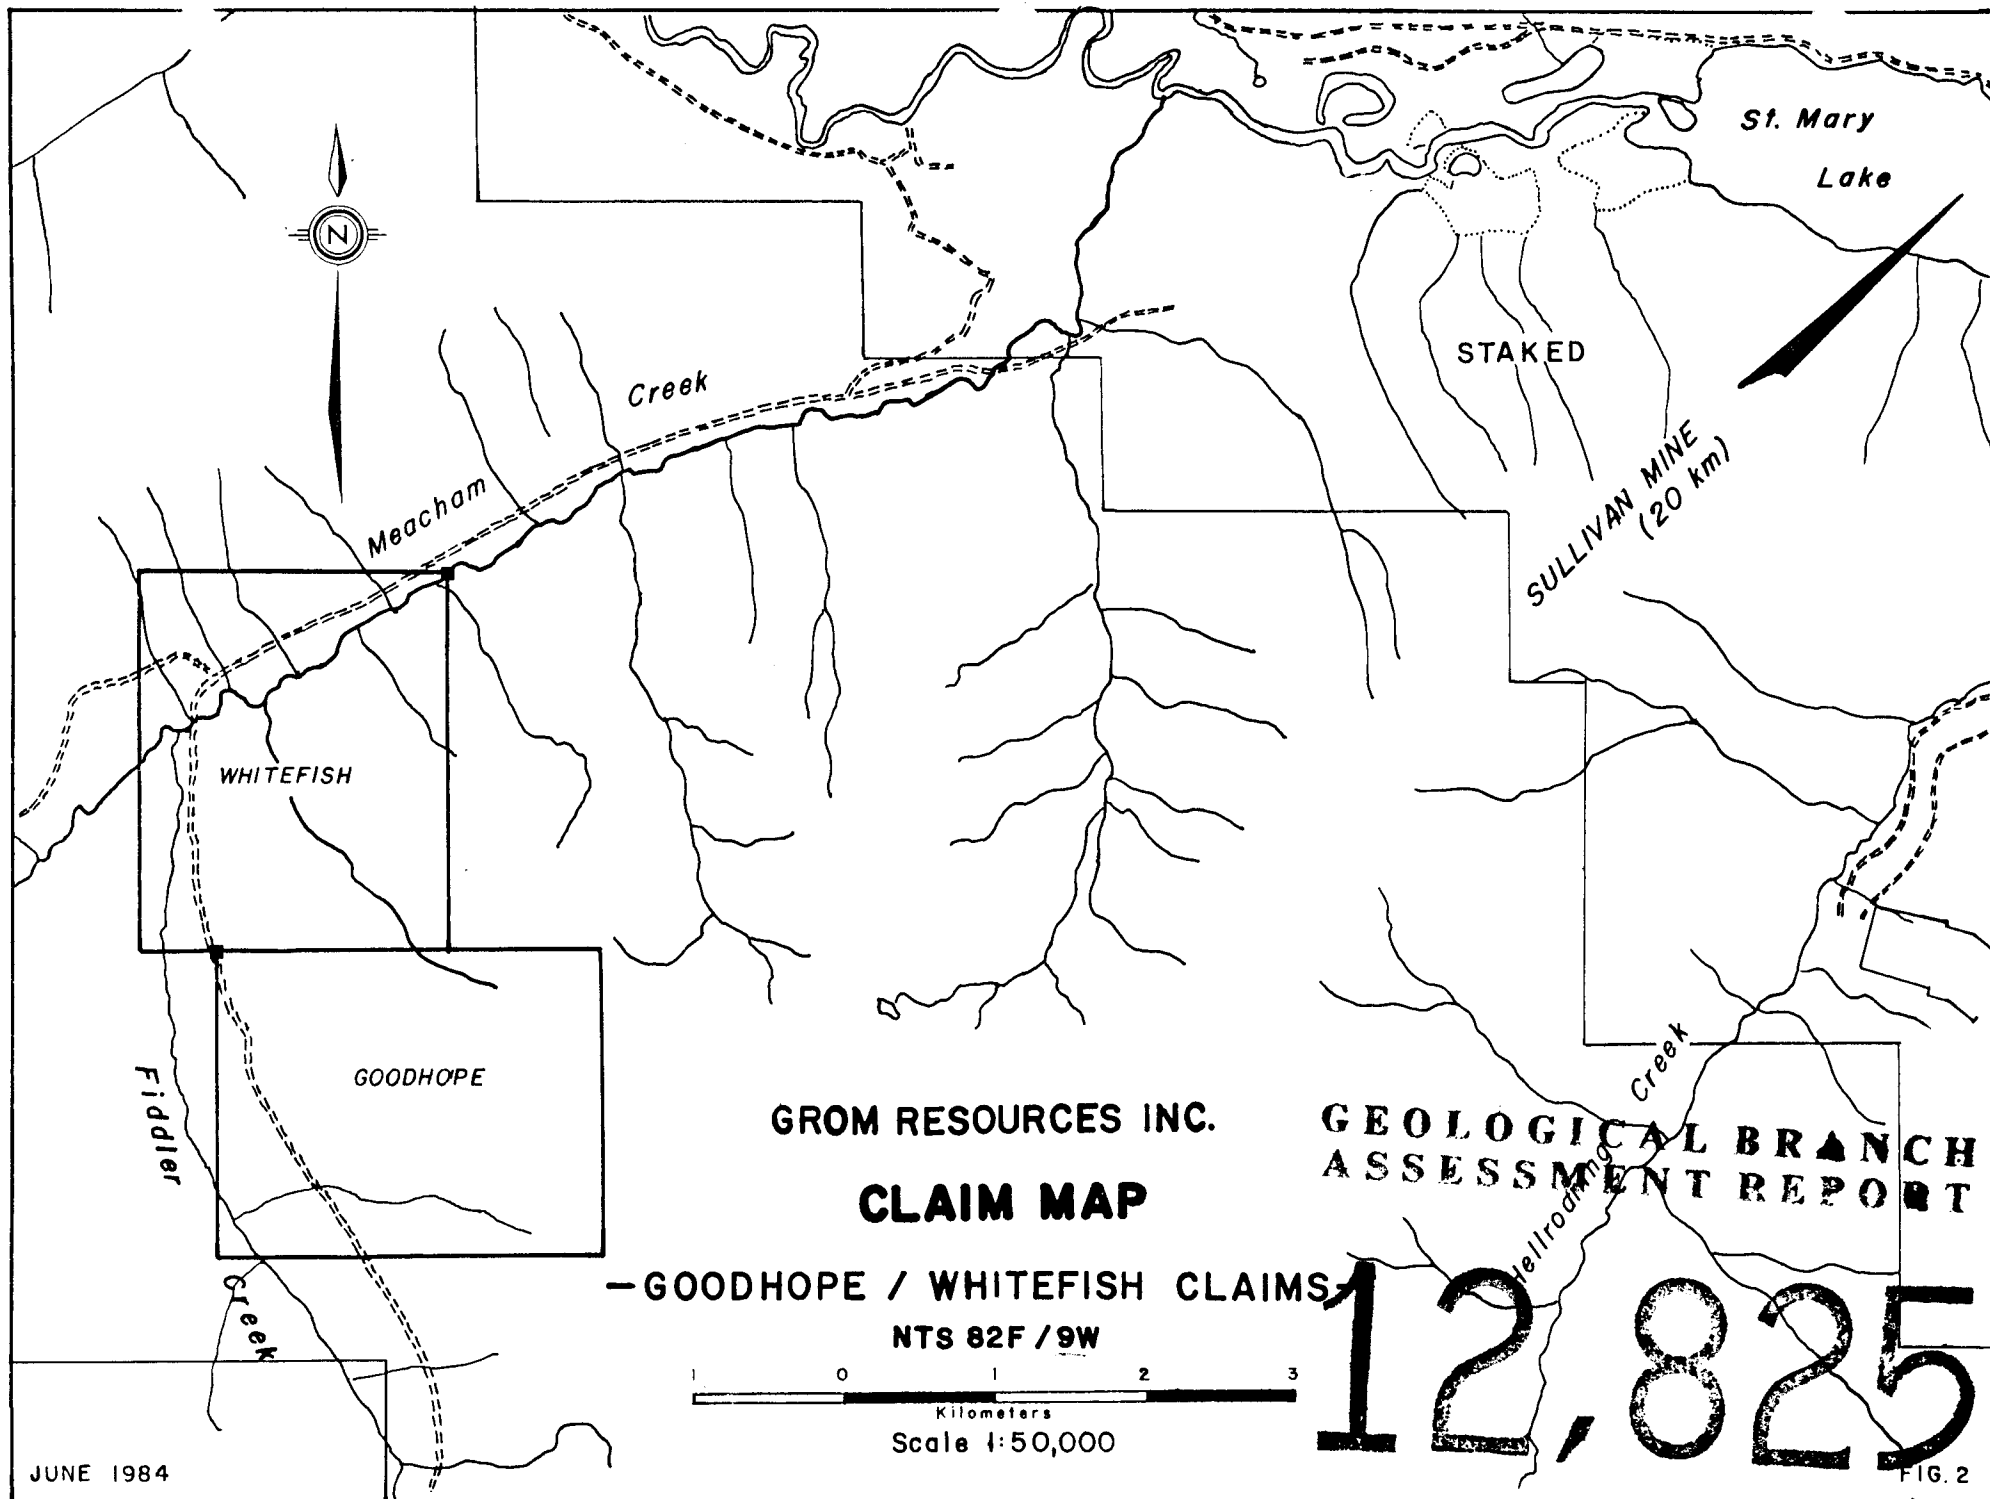 St. Mary
Lake
N
STAKED
Creek
Meacham
SULLIVAN MINE
(20 km)
WHITEFISH
GOODHOPE
Fiddler
Creek
Creek
Hellroaring
GROM RESOURCES INC.
CLAIM MAP
—GOODHOPE / WHITEFISH CLAIMS—
NTS 82F/9W
1 0 1 2 3
Kilometers
Scale 1:50,000
GEOLOGICAL BRANCH
ASSESSMENT REPORT
12,825
JUNE 1984
FIG. 2